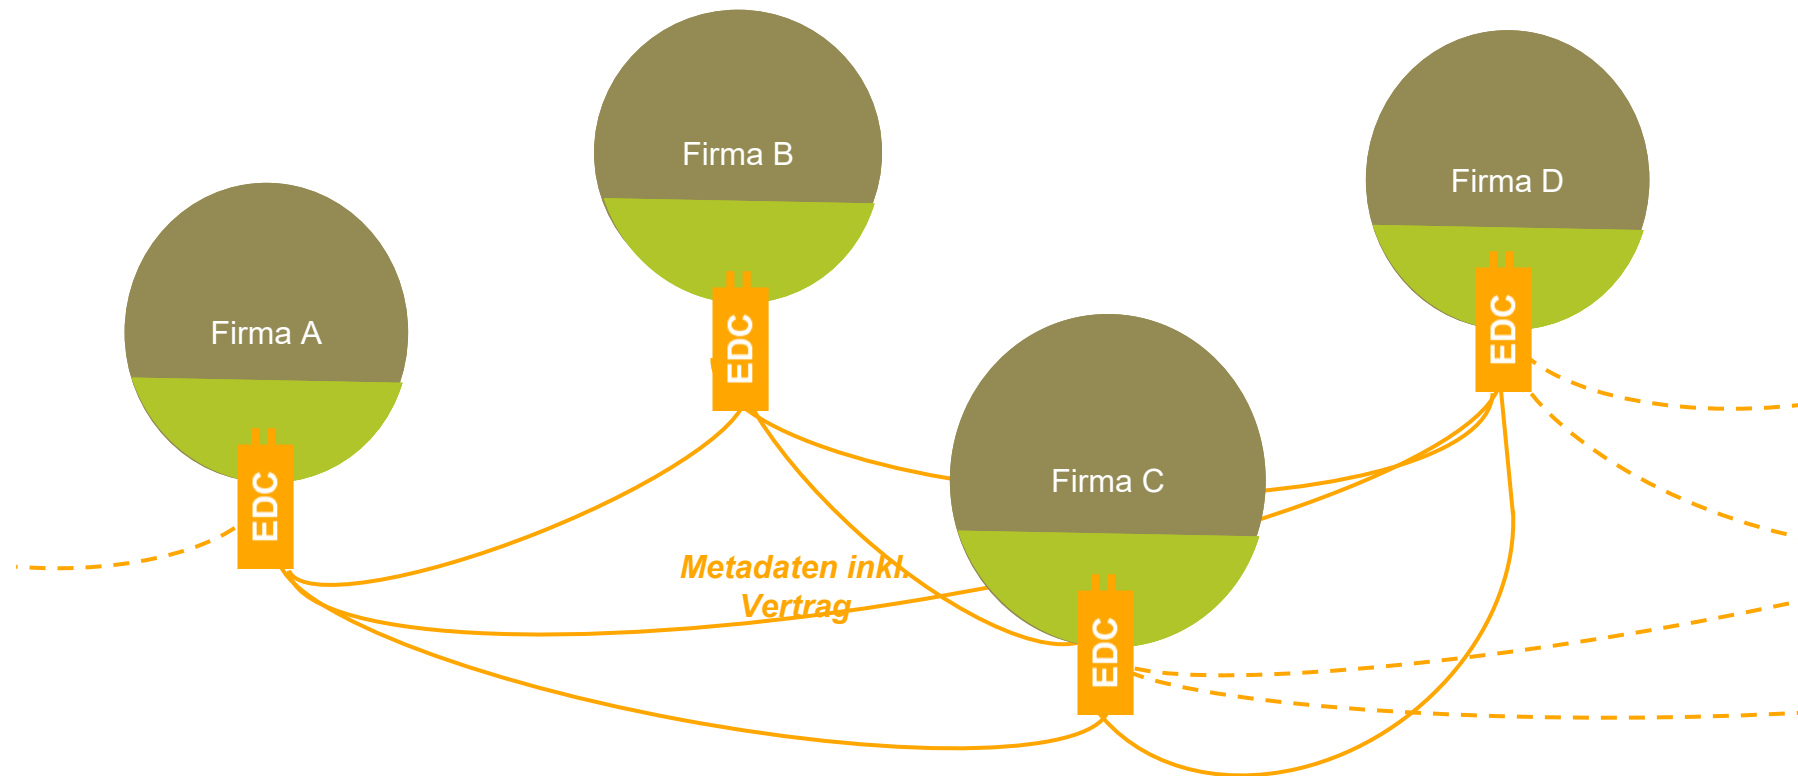 Firma B
Firma D
EDC
EDC
Firma A
Firma C
EDC
Metadaten inkl.
Vertrag
EDC